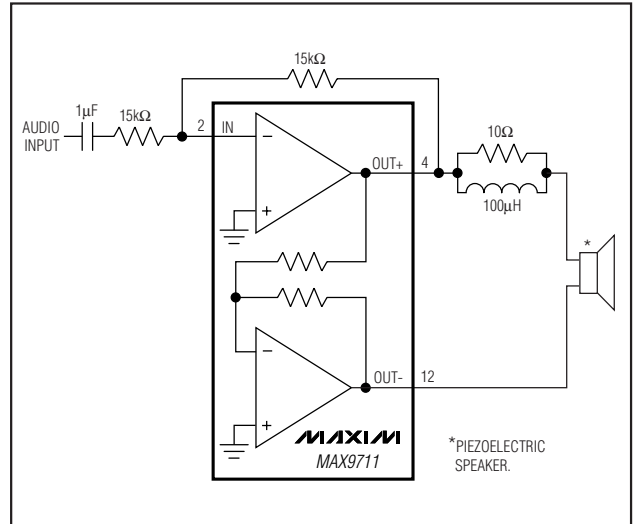 15kΩ
1µF
15kΩ
AUDIO
INPUT
2 IN
−
OUT+ 4
+
10Ω
100µH
*
−
OUT- 12
+
MAXIM
MAX9711
*PIEZOELECTRIC
SPEAKER.